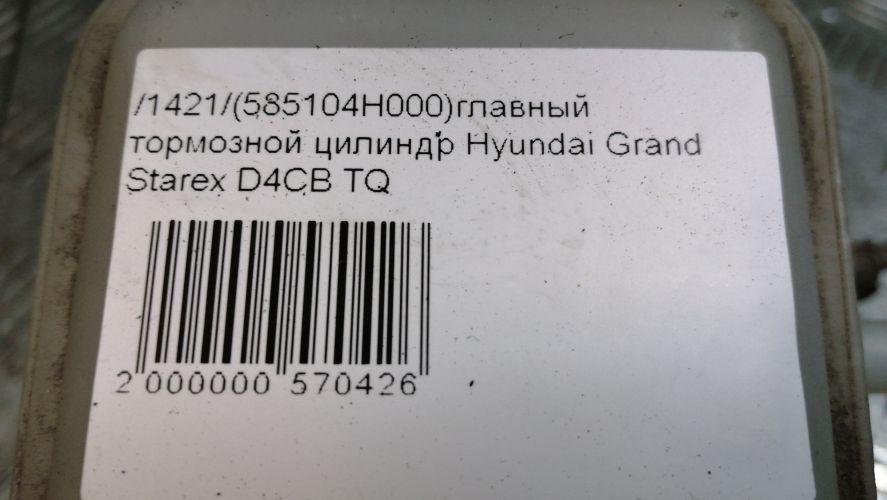 /1421/(585104H000)главный
тормозной цилиндр Hyundai Grand
Starex D4CB TQ
2 000000 570426